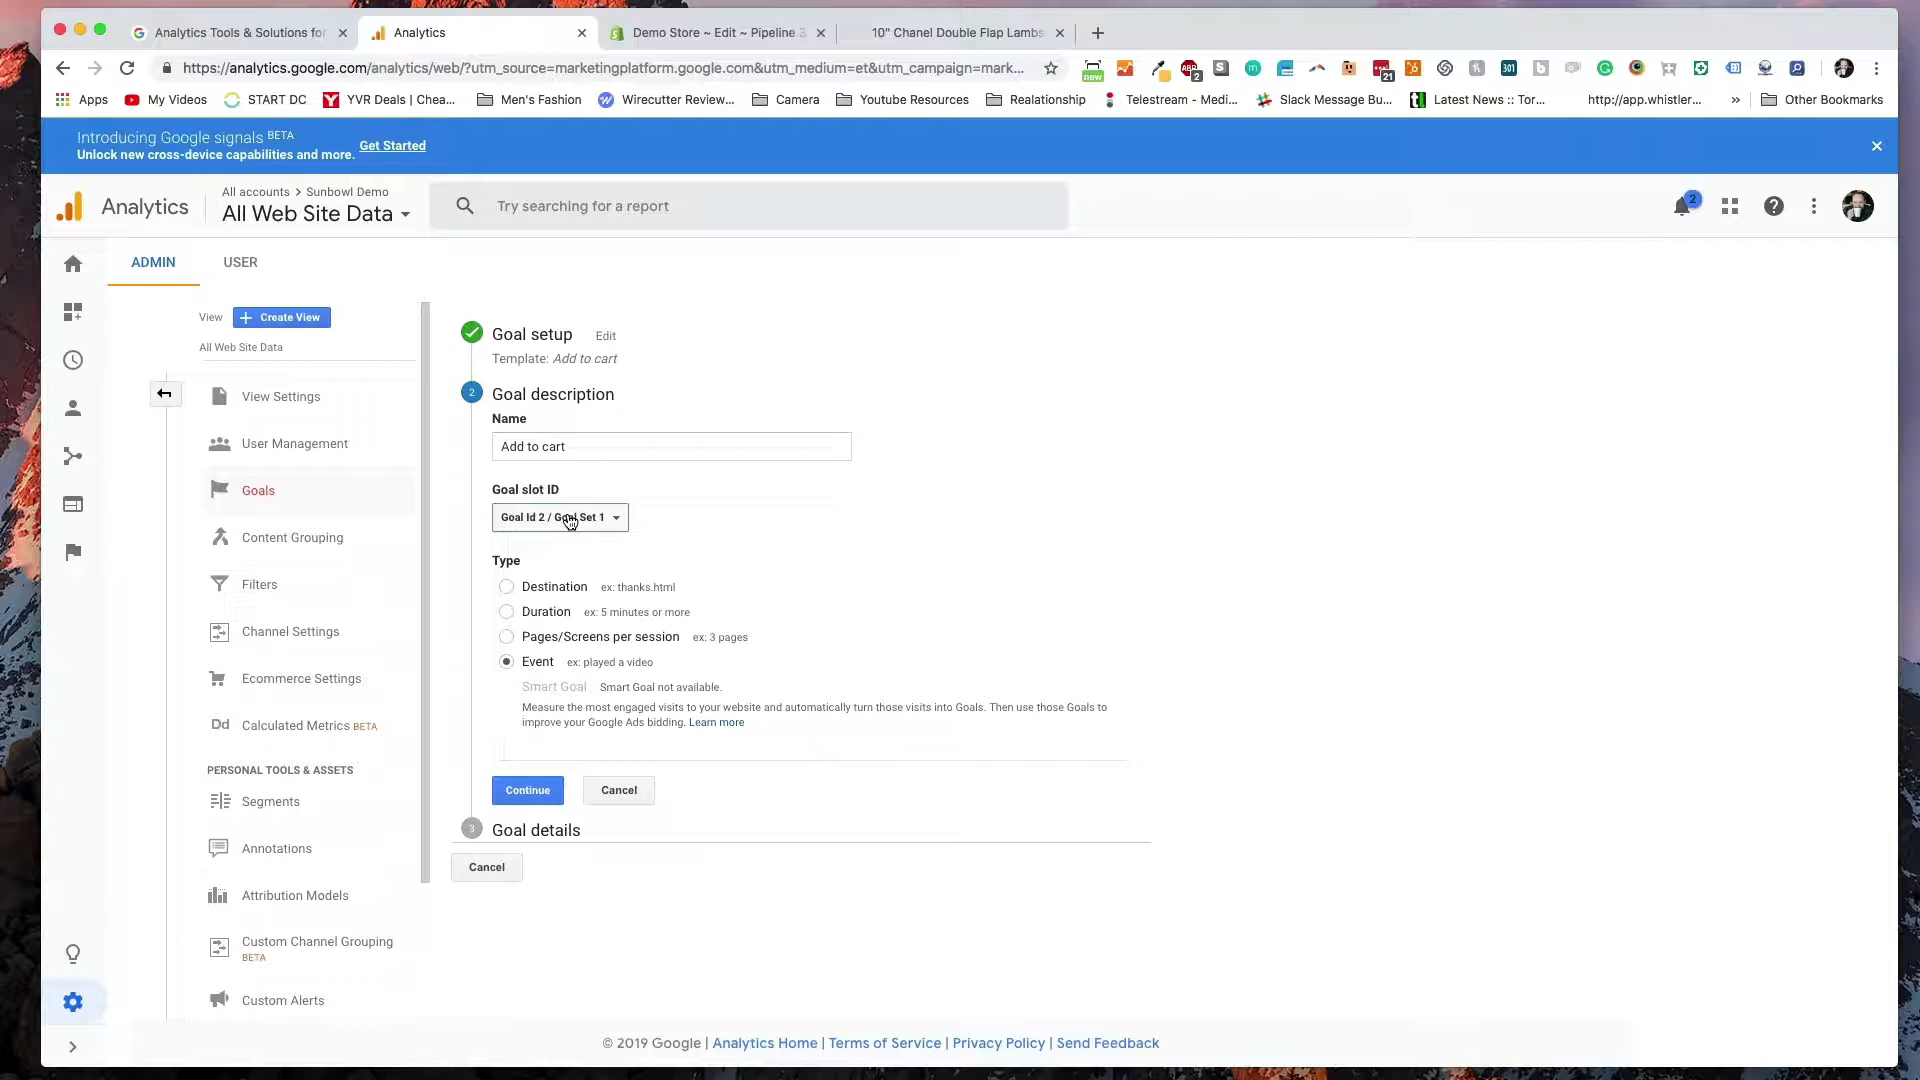 Analytics Tools & Solutions for
Analytics
Demo Store ~ Edit ~ Pipeline 3
10" Chanel Double Flap Lambs
https://analytics.google.com/analytics/web/?utm_source=marketingplatform.google.com&utm_medium=et&utm_campaign=mark...
new
2
21
301
Apps
My Videos
START DC
YVR Deals | Chea...
Men's Fashion
Wirecutter Review...
Camera
Youtube Resources
Realationship
Telestream - Medi...
Slack Message Bu...
Latest News :: Tor...
http://app.whistler...
»
Other Bookmarks
Introducing Google signals BETA
Unlock new cross-device capabilities and more.
Get Started
Analytics
All accounts > Sunbowl Demo
All Web Site Data
Try searching for a report
2
ADMIN
USER
View
Create View
All Web Site Data
View Settings
User Management
Goals
Content Grouping
Filters
Channel Settings
Ecommerce Settings
Dd Calculated Metrics BETA
PERSONAL TOOLS & ASSETS
Segments
Annotations
Attribution Models
Custom Channel Grouping
BETA
Custom Alerts
Goal setup Edit
Template: Add to cart
2 Goal description
Name
Add to cart
Goal slot ID
Goal Id 2 / Goal Set 1
Type
Destination ex: thanks.html
Duration ex: 5 minutes or more
Pages/Screens per session ex: 3 pages
Event ex: played a video
Smart Goal Smart Goal not available.
Measure the most engaged visits to your website and automatically turn those visits into Goals. Then use those Goals to
improve your Google Ads bidding. Learn more
Continue
Cancel
3 Goal details
Cancel
© 2019 Google | Analytics Home | Terms of Service | Privacy Policy | Send Feedback